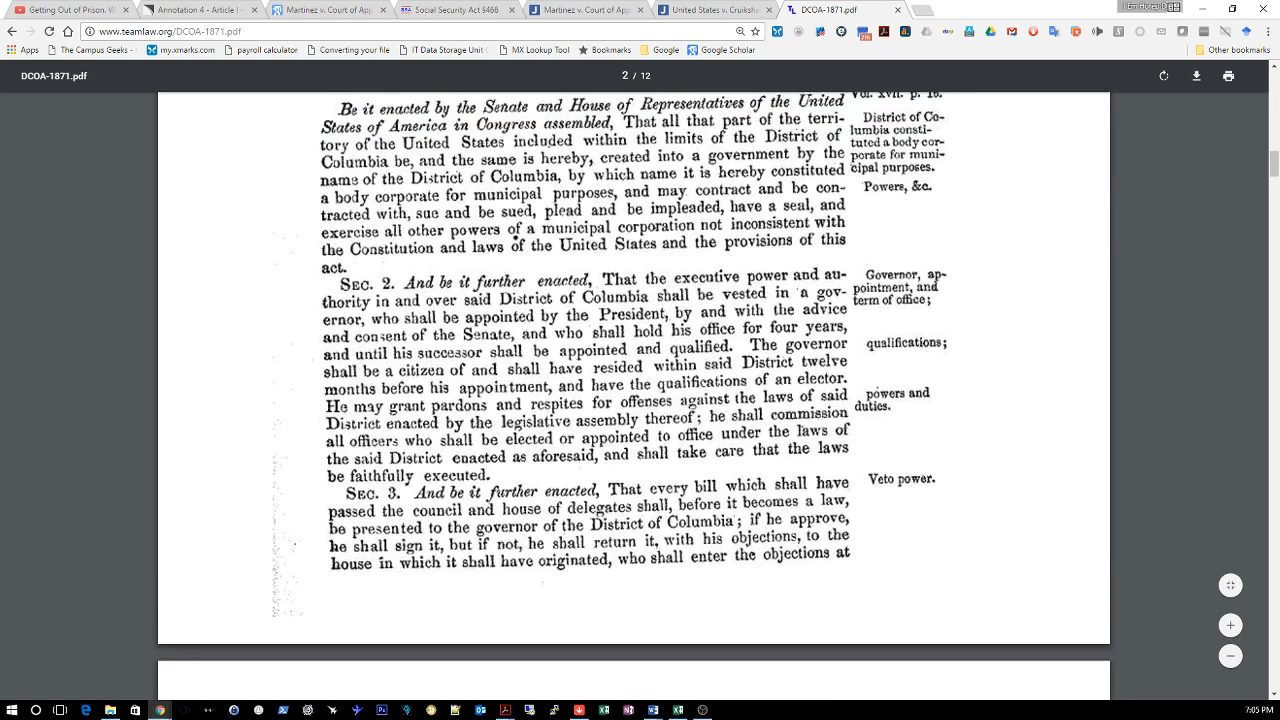 Getting Out of Prison. W
Annotation 4 - Article I -
Martinez v. Court of App
Social Security Act §466
Martinez v. Court of App
United States v. Cruiksha
DCOA-1871.pdf
www.teamlaw.org/DCOA-1871.pdf
Apps
The Campus Geeks - (
my.xmarks.com
payroll calculator
Converting your file
IT Data Storage Unit
MX Lookup Tool
Bookmarks
Google
Google Scholar
Other bookmarks
DCOA-1871.pdf
2 / 12
Be it enacted by the Senate and House of Representatives of the United
States of America in Congress assembled, That all that part of the terri-
tory of the United States included within the limits of the District of
Columbia be, and the same is hereby, created into a government by the
name of the District of Columbia, by which name it is hereby constituted
a body corporate for municipal purposes, and may contract and be con-
tracted with, sue and be sued, plead and be impleaded, have a seal, and
exercise all other powers of a municipal corporation not inconsistent with
the Constitution and laws of the United States and the provisions of this
act.
Vol. xvii. p. 16.
District of Co-
lumbia consti-
tuted a body cor-
porate for muni-
cipal purposes.
Powers, &c.
SEC. 2. And be it further enacted, That the executive power and au-
thority in and over said District of Columbia shall be vested in a gov-
ernor, who shall be appointed by the President, by and with the advice
and consent of the Senate, and who shall hold his office for four years,
and until his successor shall be appointed and qualified. The governor
shall be a citizen of and shall have resided within said District twelve
months before his appointment, and have the qualifications of an elector.
He may grant pardons and respites for offenses against the laws of said
District enacted by the legislative assembly thereof; he shall commission
all officers who shall be elected or appointed to office under the laws of
the said District enacted as aforesaid, and shall take care that the laws
be faithfully executed.
Governor, ap-
pointment, and
term of office;
qualifications;
powers and
duties.
SEC. 3. And be it further enacted, That every bill which shall have
passed the council and house of delegates shall, before it becomes a law,
be presented to the governor of the District of Columbia; if he approve,
he shall sign it, but if not, he shall return it, with his objections, to the
house in which it shall have originated, who shall enter the objections at
Veto power.
7:05 PM